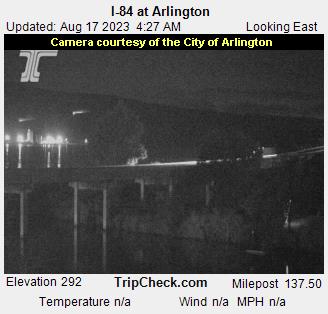 I-84 at Arlington
Updated: Aug 17 2023 4:27 AM Looking East
Camera courtesy of the City of Arlington
Elevation 292 TripCheck.com Milepost 137.50
Temperature n/a Wind n/a MPH n/a